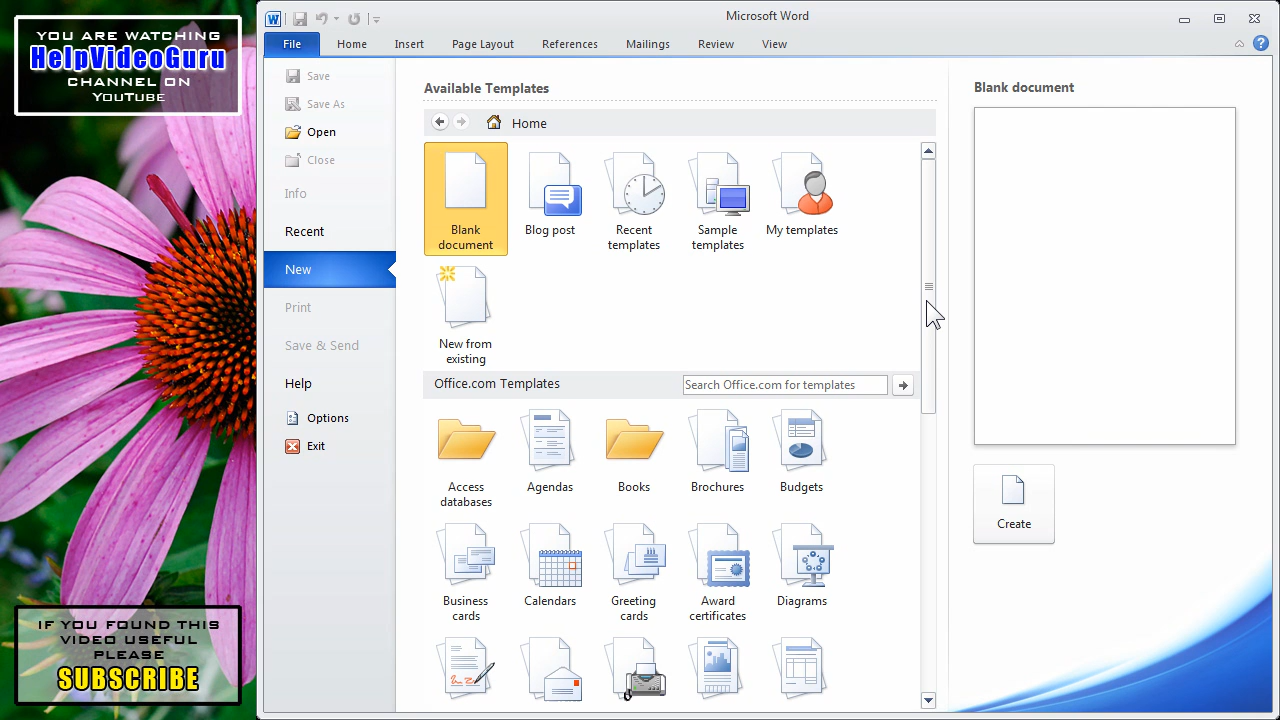 YOU ARE WATCHING
HelpVideoGuru
CHANNEL ON
YOUTUBE
IF YOU FOUND THIS
VIDEO USEFUL
PLEASE
SUBSCRIBE
Microsoft Word
File
Home
Insert
Page Layout
References
Mailings
Review
View
Save
Save As
Open
Close
Info
Recent
New
Print
Save & Send
Help
Options
Exit
Available Templates
Home
Blank
document
Blog post
Recent
templates
Sample
templates
My templates
New from
existing
Office.com Templates
Search Office.com for templates
Access
databases
Agendas
Books
Brochures
Budgets
Business
cards
Calendars
Greeting
cards
Award
certificates
Diagrams
Blank document
Create